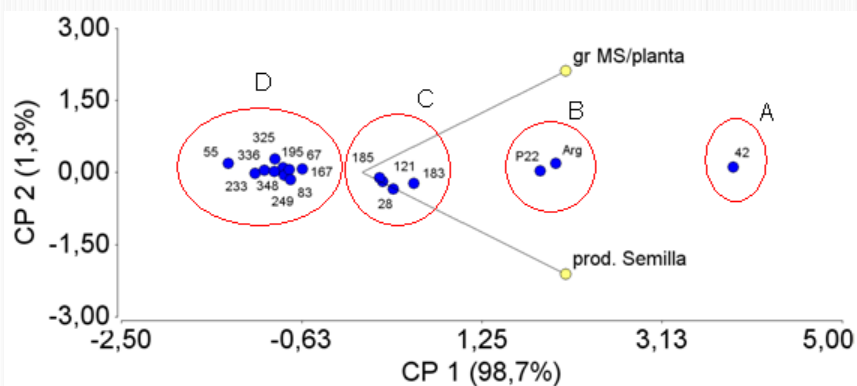 3,00
gr MS/planta
D
C
B
A
1,50
325
55
336
195
67
185
121
P22
Arg
42
0,00
167
183
233
348
83
28
249
-1,50
prod. Semilla
-3,00
-2,50
-0,63
1,25
3,13
5,00
CP 1 (98,7%)
CP 2 (1,3%)